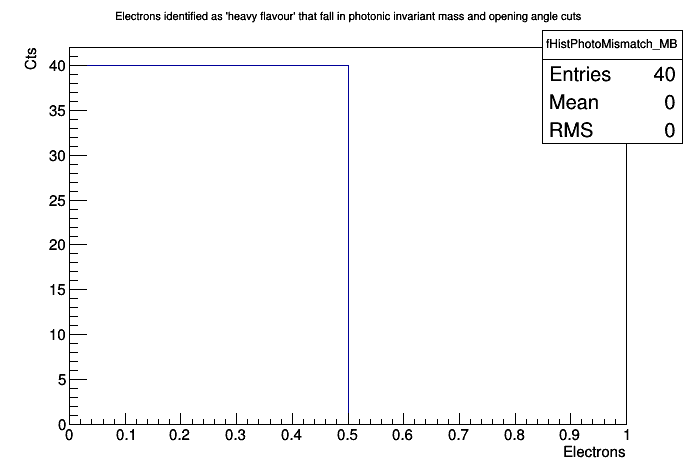 Electrons identified as 'heavy flavour' that fall in photonic invariant mass and opening angle cuts
fHistPhotoMismatch_MB
Entries 40
Mean 0
RMS 0
Cts
40
35
30
25
20
15
10
5
0
0 0.1 0.2 0.3 0.4 0.5 0.6 0.7 0.8 0.9 1
Electrons